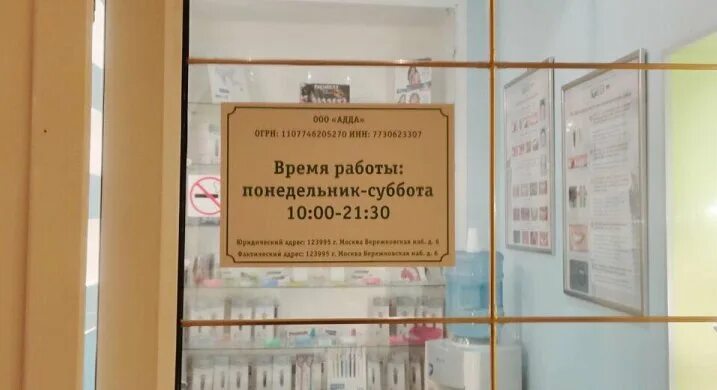 ООО «АДДА»
ОГРН: 1107746205270 ИНН: 7730623307
Время работы:
понедельник-суббота
10:00-21:30
Юридический адрес: 123995 г. Москва Бережковская наб. д. 6
Фактический адрес: 123995 г. Москва Бережковская наб. д. 6